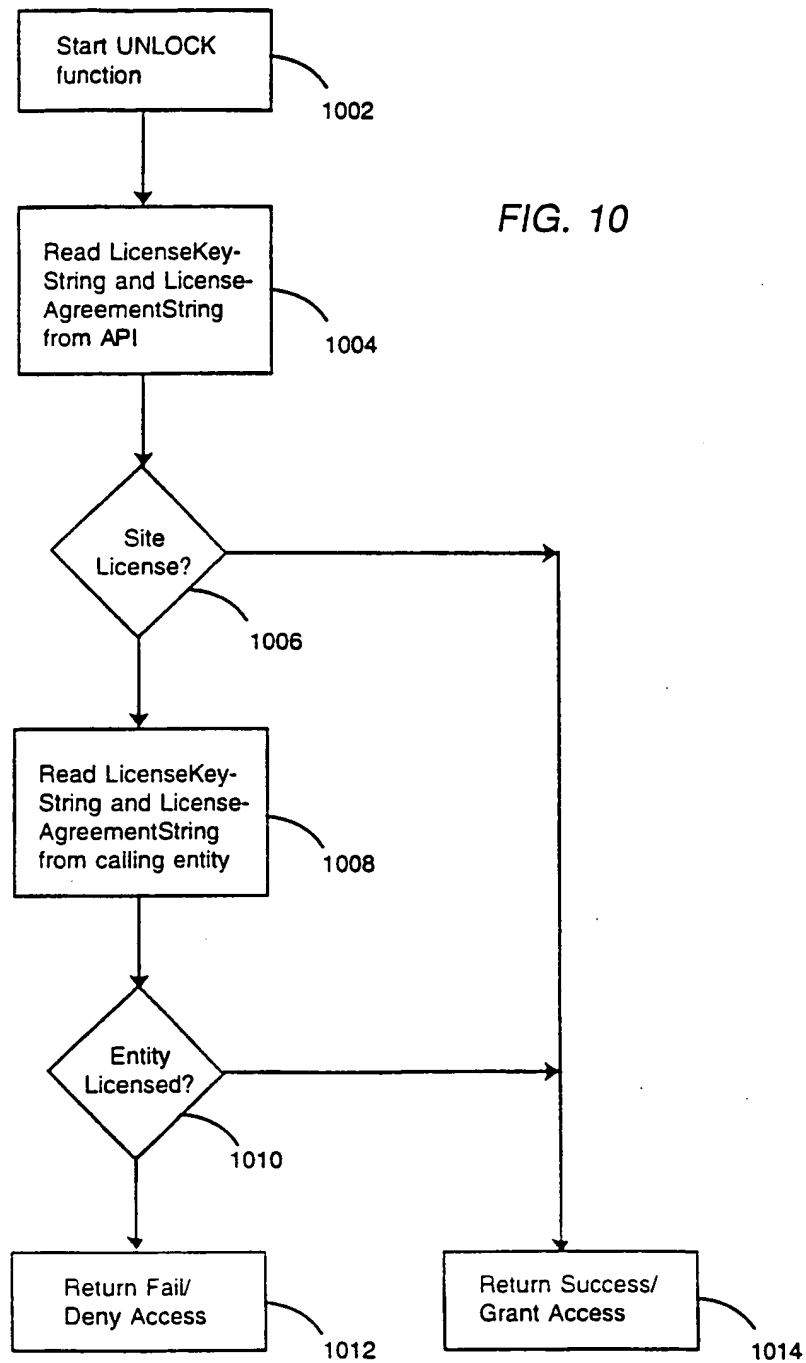 Start UNLOCK
function
1002
FIG. 10
Read LicenseKey-
String and License-
AgreementString
from API
1004
Site
License?
1006
Read LicenseKey-
String and License-
AgreementString
from calling entity
1008
Entity
Licensed?
1010
Return Fail/
Deny Access
1012
Return Success/
Grant Access
1014